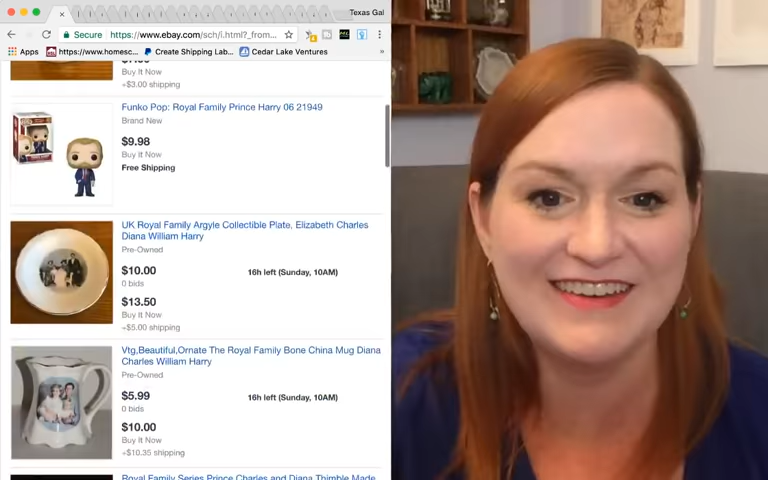 Texas Gal
Secure https://www.ebay.com/sch/i.html?_from...
Apps https://www.homesc... Create Shipping Lab... Cedar Lake Ventures »
Buy It Now
+$3.00 shipping
Funko Pop: Royal Family Prince Harry 06 21949
Brand New
$9.98
Buy It Now
Free Shipping
UK Royal Family Argyle Collectible Plate, Elizabeth Charles
Diana William Harry
Pre-Owned
$10.00 16h left (Sunday, 10AM)
0 bids
$13.50
Buy It Now
+$5.00 shipping
Vtg,Beautiful,Ornate The Royal Family Bone China Mug Diana
Charles William Harry
Pre-Owned
$5.99 16h left (Sunday, 10AM)
0 bids
$10.00
Buy It Now
+$10.35 shipping
Royal Family Series Prince Charles and Diana Thimble Made